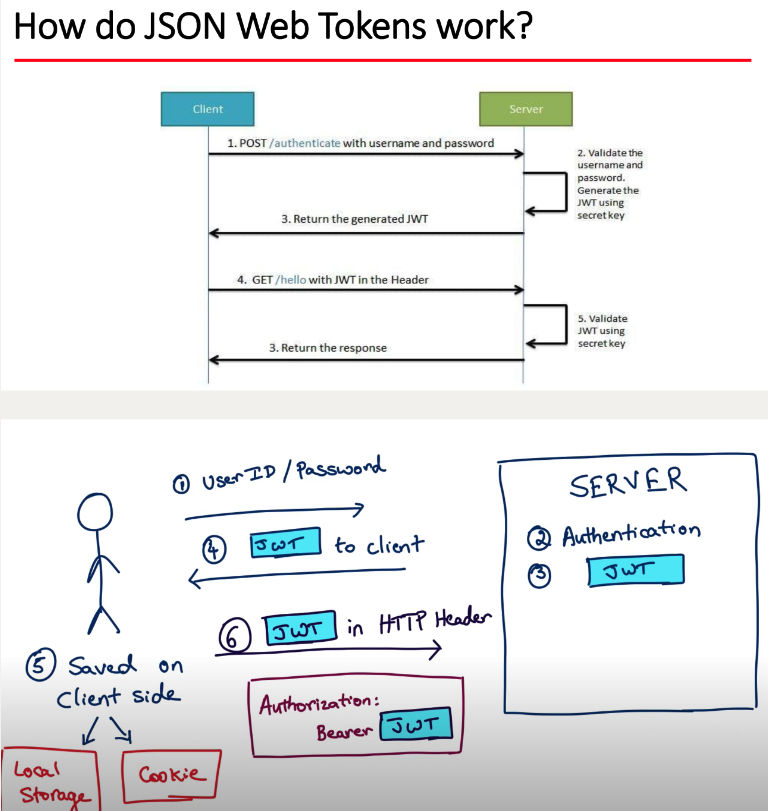 How do JSON Web Tokens work?
Client
Server
1. POST /authenticate with username and password
2. Validate the
username and
password.
Generate the
JWT using
secret key
3. Return the generated JWT
4. GET /hello with JWT in the Header
5. Validate
JWT using
secret key
3. Return the response
① User ID / Password
SERVER
② Authentication
③ JWT
④ JWT to client
⑥ JWT in HTTP Header
⑤ Saved on
Client side
Authorization:
Bearer JWT
Local
Storage
Cookie